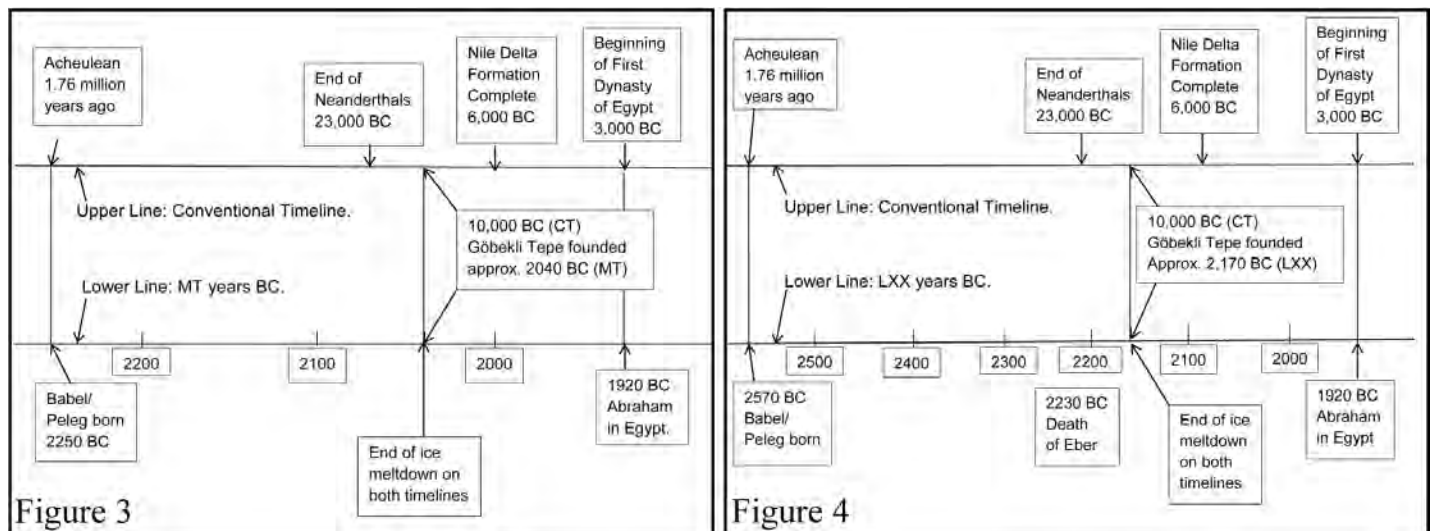 Acheulean
1.76 million
years ago
End of
Neanderthals
23,000 BC
Nile Delta
Formation
Complete
6,000 BC
Beginning
of First
Dynasty
of Egypt
3,000 BC
Upper Line: Conventional Timeline.
10,000 BC (CT)
Göbekli Tepe founded
approx. 2040 BC (MT)
Lower Line: MT years BC.
2200
2100
2000
Babel/
Peleg born
2250 BC
End of ice
meltdown on
both timelines
1920 BC
Abraham
in Egypt.
Figure 3
Acheulean
1.76 million
years ago
End of
Neanderthals
23,000 BC
Nile Delta
Formation
Complete
6,000 BC
Beginning
of First
Dynasty
of Egypt
3,000 BC
Upper Line: Conventional Timeline.
10,000 BC (CT)
Göbekli Tepe founded
Approx. 2,170 BC (LXX)
Lower Line: LXX years BC.
2500
2400
2300
2200
2100
2000
2570 BC
Babel/
Peleg born
2230 BC
Death
of Eber
End of ice
meltdown
on both
timelines
1920 BC
Abraham
in Egypt
Figure 4